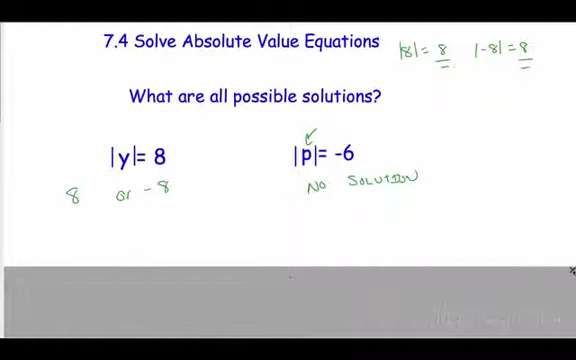 7.4 Solve Absolute Value Equations |8| = 8 |-8| = 8
What are all possible solutions?
|y|= 8 |p|= -6
8 or -8 NO SOLUTION